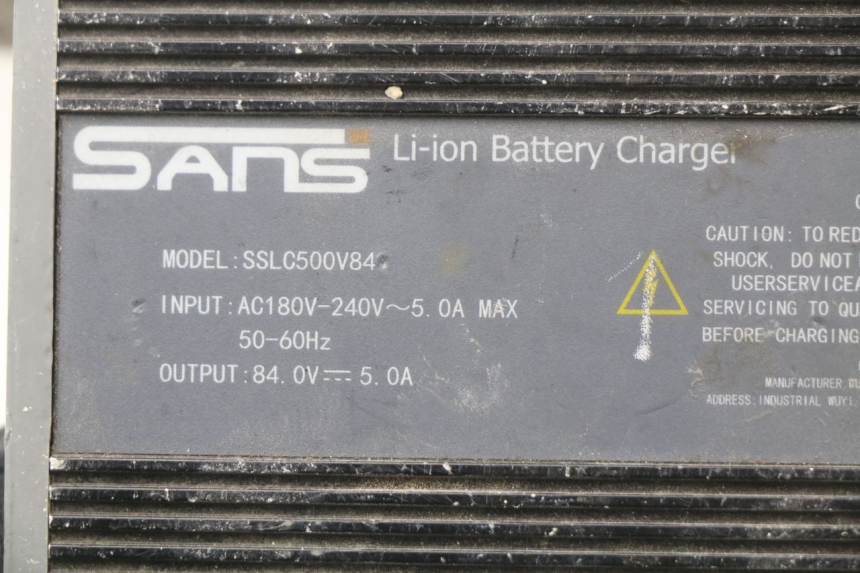 SANS Li-ion Battery Charger
MODEL:SSLC500V84
INPUT:AC180V-240V～5.0A MAX
50-60Hz
OUTPUT:84.0V⎓5.0A
CAUTION: TO RED
SHOCK, DO NOT
USERSERVICEA
SERVICING TO QU
BEFORE CHARGING
MANUFACTURER:WU
ADDRESS:INDUSTRIAL WUYI.